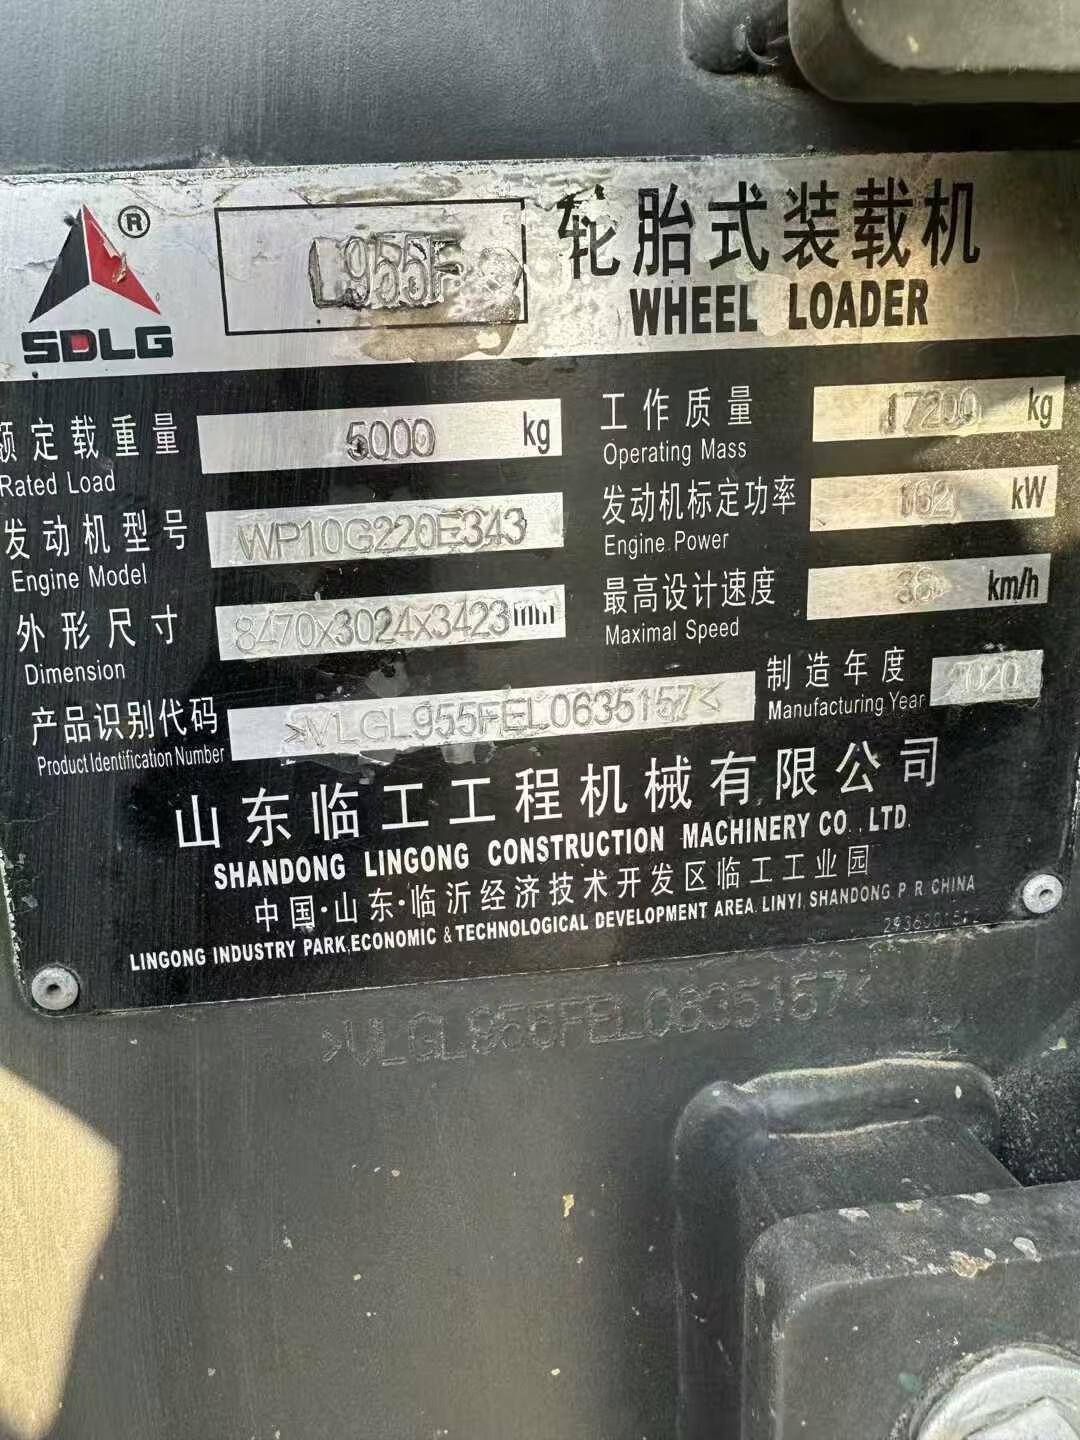 ®
SDLG
L955F
轮胎式装载机
WHEEL LOADER
额定载重量 5000 kg
Rated Load
工作质量 17200 kg
Operating Mass
发动机型号 WP10G220E343
Engine Model
发动机标定功率 162 kW
Engine Power
外形尺寸 8470x3024x3423mm
Dimension
最高设计速度 km/h
Maximal Speed
产品识别代码 >VLGL955FEL0635157<
Product Identification Number
制造年度 2020
Manufacturing Year
山东临工工程机械有限公司
SHANDONG LINGONG CONSTRUCTION MACHINERY CO., LTD.
中国·山东·临沂经济技术开发区临工工业园
LINGONG INDUSTRY PARK,ECONOMIC & TECHNOLOGICAL DEVELOPMENT AREA, LINYI, SHANDONG P. R. CHINA
>VLGL955FEL0635157<